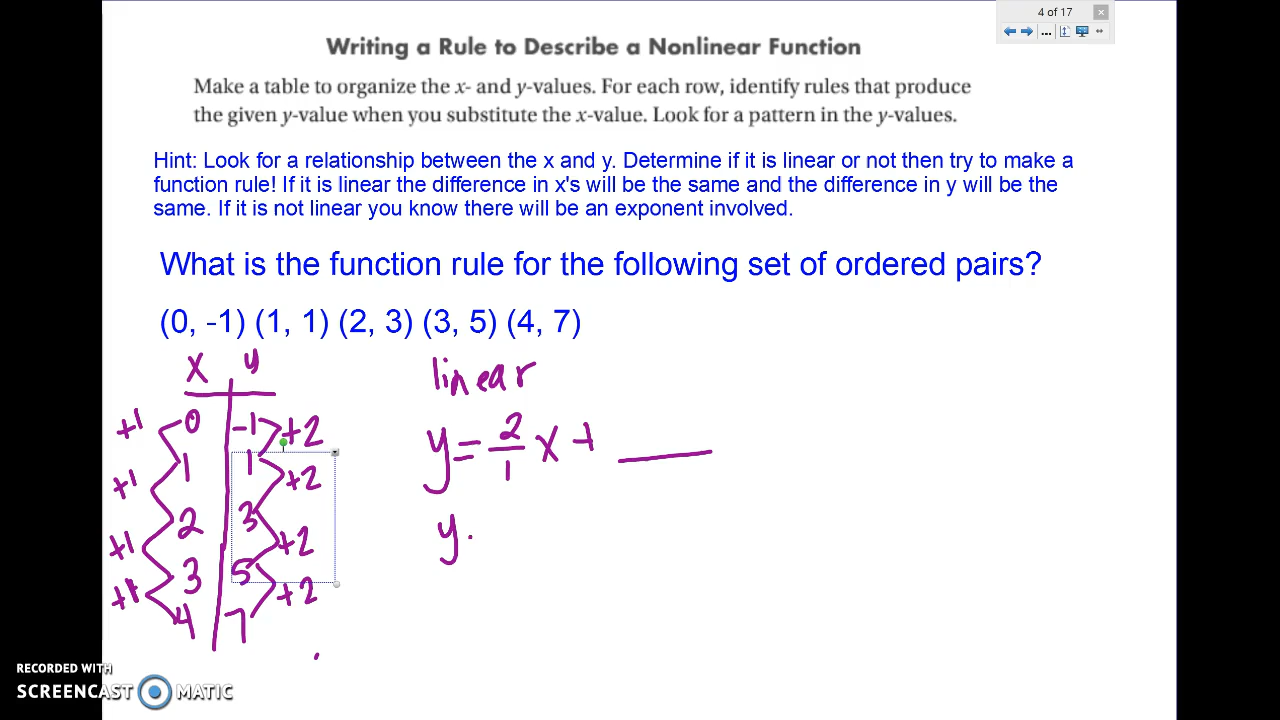 4 of 17
Writing a Rule to Describe a Nonlinear Function
Make a table to organize the x- and y-values. For each row, identify rules that produce
the given y-value when you substitute the x-value. Look for a pattern in the y-values.
Hint: Look for a relationship between the x and y. Determine if it is linear or not then try to make a
function rule! If it is linear the difference in x's will be the same and the difference in y will be the
same. If it is not linear you know there will be an exponent involved.
What is the function rule for the following set of ordered pairs?
(0, -1) (1, 1) (2, 3) (3, 5) (4, 7)
x y
0 -1
1 1
2 3
3 5
4 7
+1
+1
+1
+1
+2
+2
+2
+2
linear
y = 2/1 x + ____
y
RECORDED WITH
SCREENCAST MATIC